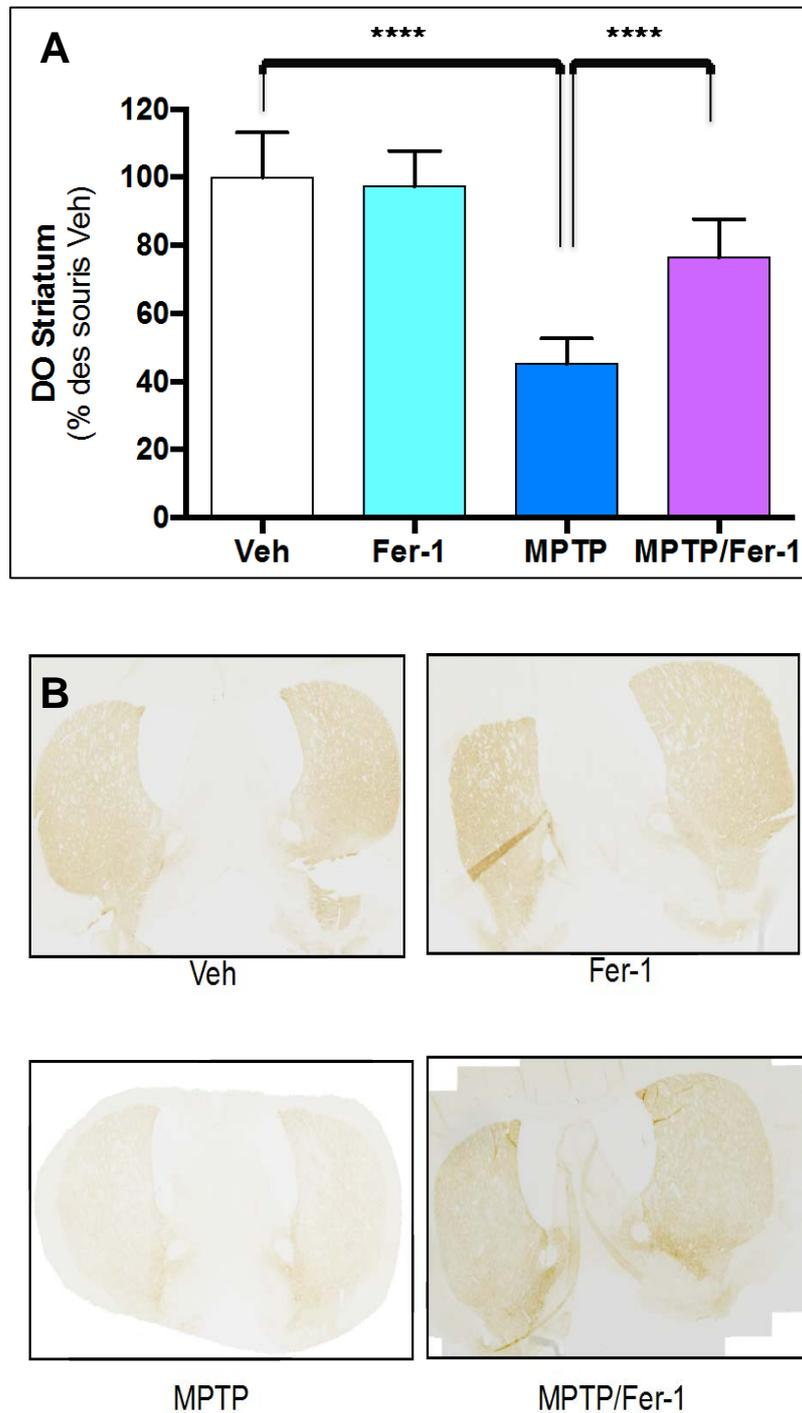 A
**** ****
DO Striatum
(% des souris Veh)
120
100
80
60
40
20
0
Veh Fer-1 MPTP MPTP/Fer-1
B
Veh Fer-1
MPTP MPTP/Fer-1